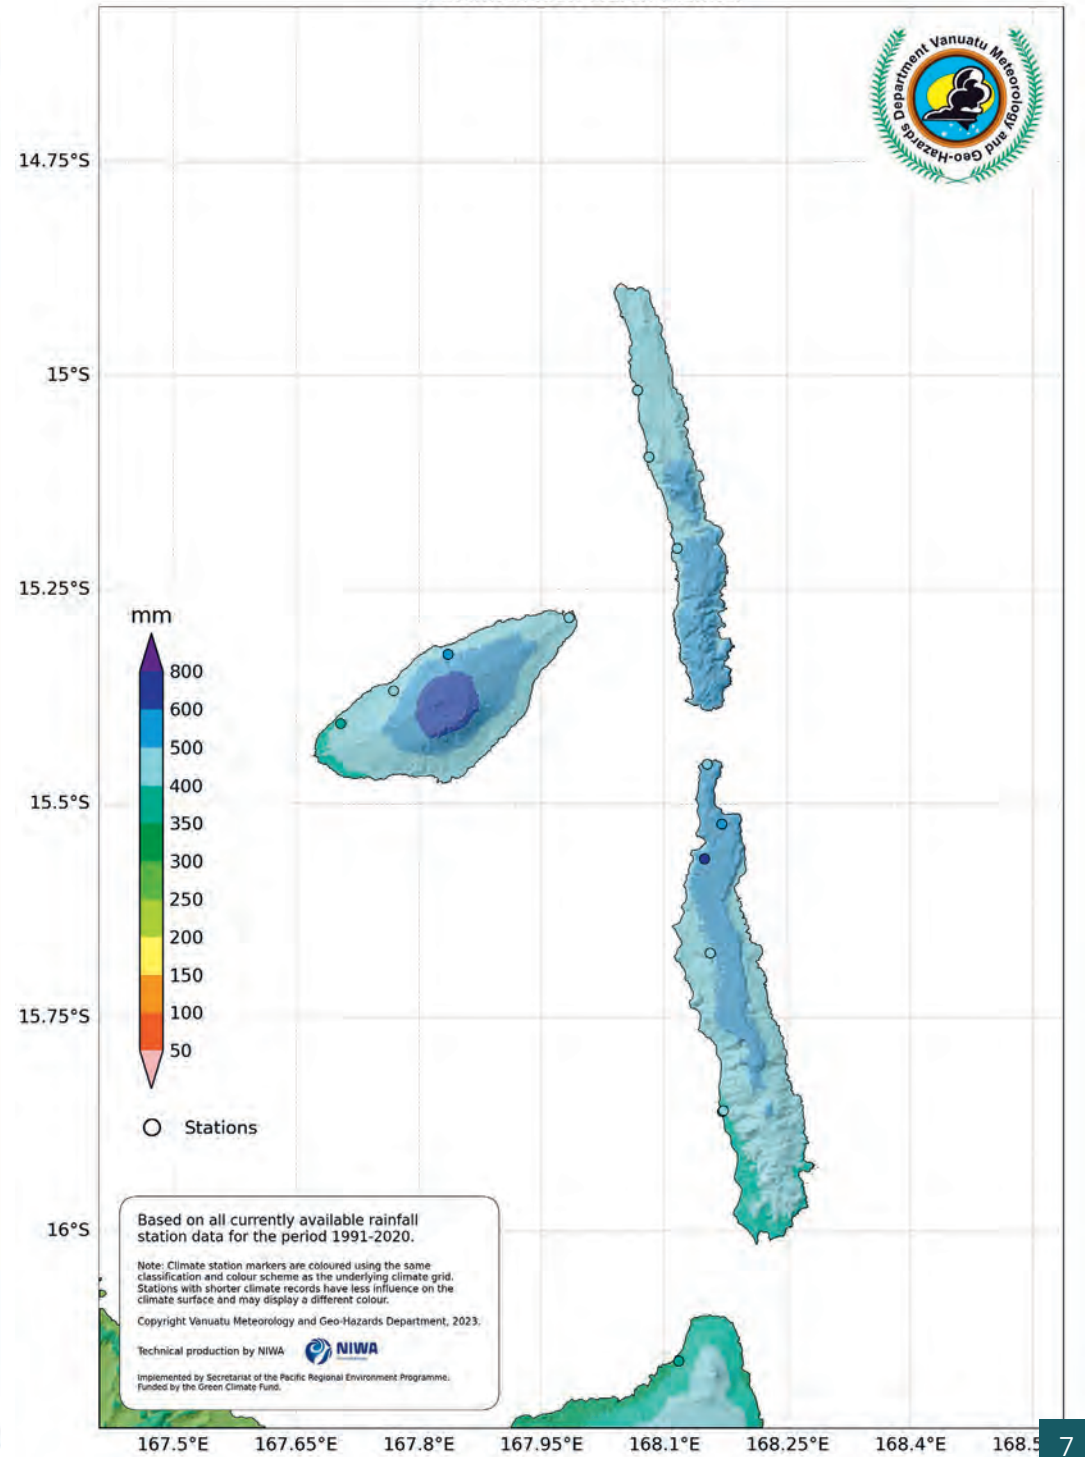 Vanuatu Meteorology and Geo-Hazards Department
14.75°S
15°S
15.25°S
15.5°S
15.75°S
16°S
mm
800
600
500
400
350
300
250
200
150
100
50
Stations
Based on all currently available rainfall
station data for the period 1991-2020.
Note: Climate station markers are coloured using the same
classification and colour scheme as the underlying climate grid.
Stations with shorter climate records have less influence on the
climate surface and may display a different colour.
Copyright Vanuatu Meteorology and Geo-Hazards Department, 2023.
Technical production by NIWA
NIWA
Implemented by Secretariat of the Pacific Regional Environment Programme.
Funded by the Green Climate Fund.
167.5°E 167.65°E 167.8°E 167.95°E 168.1°E 168.25°E 168.4°E 168.5
7